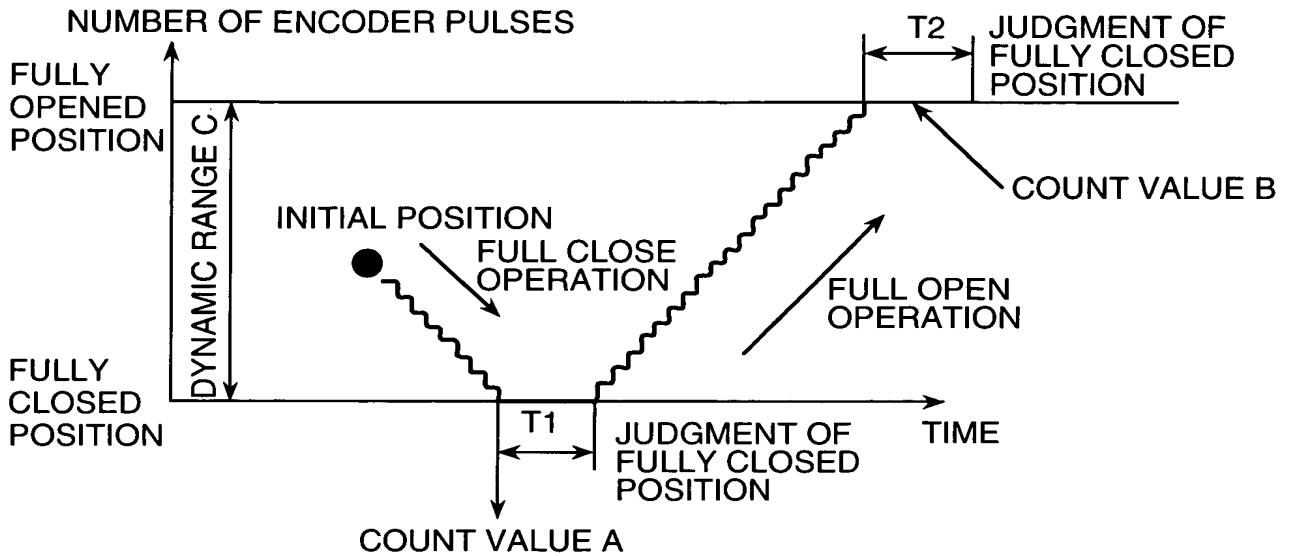 NUMBER OF ENCODER PULSES
T2
JUDGMENT OF
FULLY CLOSED
POSITION
FULLY
OPENED
POSITION
DYNAMIC RANGE C
COUNT VALUE B
INITIAL POSITION
FULL CLOSE
OPERATION
FULL OPEN
OPERATION
FULLY
CLOSED
POSITION
T1
TIME
JUDGMENT OF
FULLY CLOSED
POSITION
COUNT VALUE A